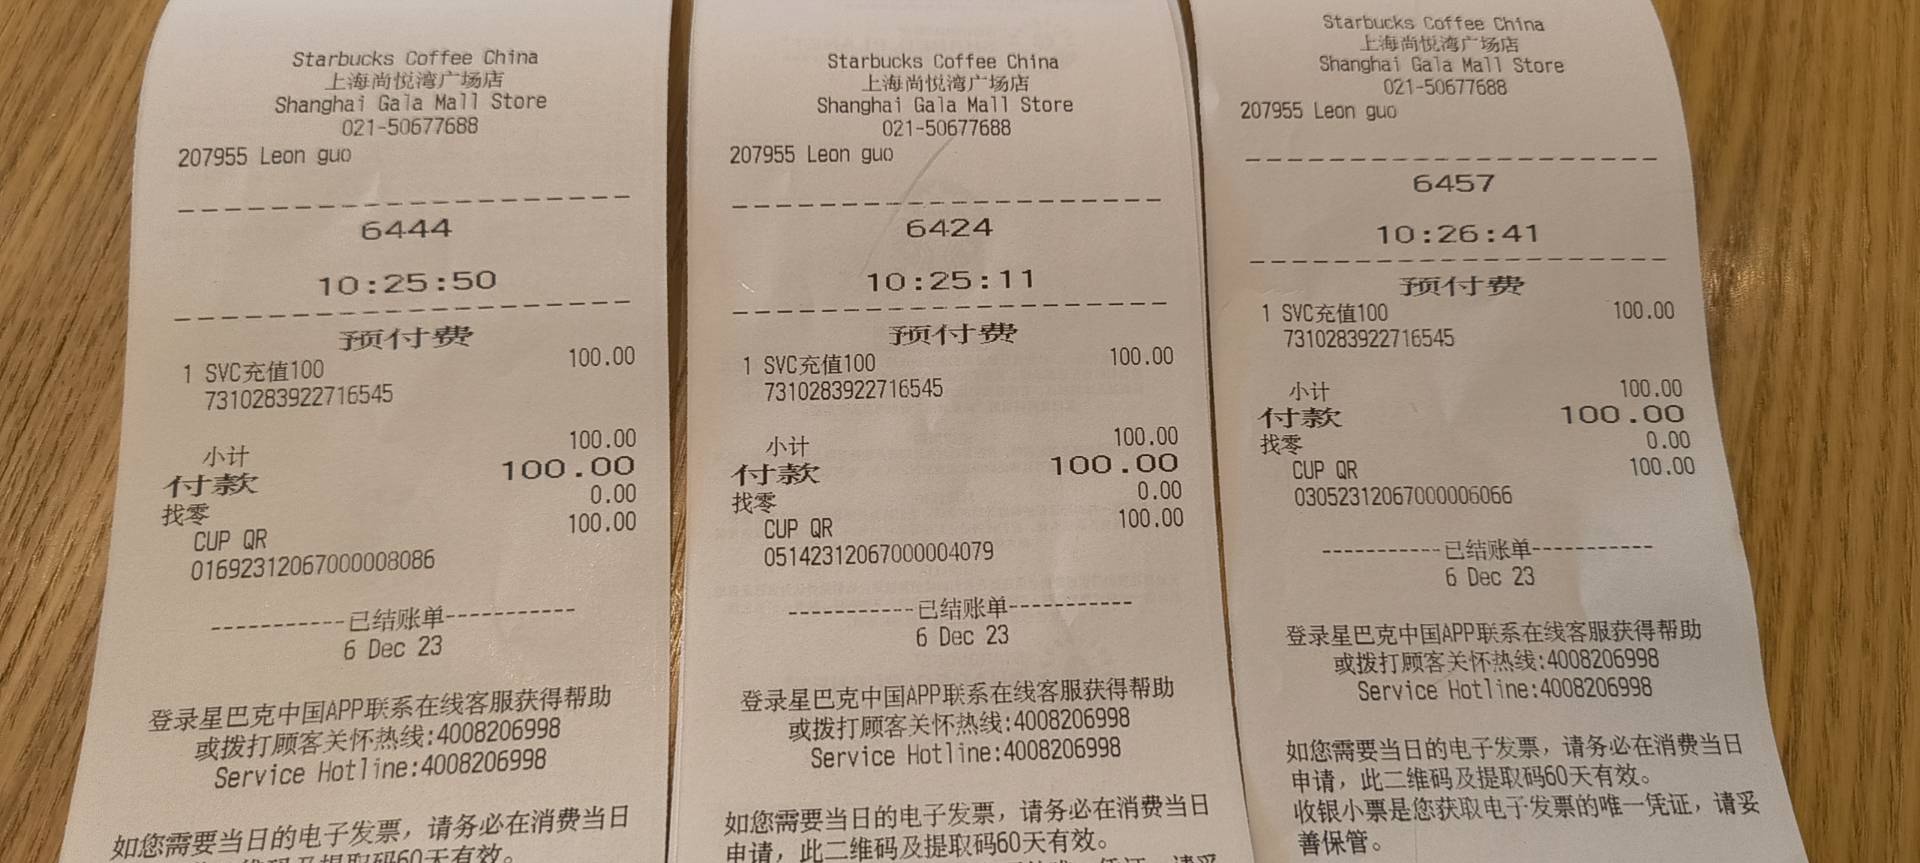 Starbucks Coffee China
上海尚悦湾广场店
Shanghai Gala Mall Store
021-50677688
207955 Leon guo
6444
10:25:50
预付费
1 SVC充值100 100.00
7310283922716545
小计 100.00
付款 100.00
找零 0.00
CUP QR 100.00
01692312067000008086
-----------已结账单-----------
6 Dec 23
登录星巴克中国APP联系在线客服获得帮助
或拨打顾客关怀热线:4008206998
Service Hotline:4008206998
如您需要当日的电子发票，请务必在消费当日
维码及提取码60天有效。
Starbucks Coffee China
上海尚悦湾广场店
Shanghai Gala Mall Store
021-50677688
207955 Leon guo
6424
10:25:11
预付费
1 SVC充值100 100.00
7310283922716545
小计 100.00
付款 100.00
找零 0.00
CUP QR 100.00
05142312067000004079
-----------已结账单-----------
6 Dec 23
登录星巴克中国APP联系在线客服获得帮助
或拨打顾客关怀热线:4008206998
Service Hotline:4008206998
如您需要当日的电子发票，请务必在消费当日
申请，此二维码及提取码60天有效。
Starbucks Coffee China
上海尚悦湾广场店
Shanghai Gala Mall Store
021-50677688
207955 Leon guo
6457
10:26:41
预付费
1 SVC充值100 100.00
7310283922716545
小计 100.00
付款 100.00
找零 0.00
CUP QR 100.00
03052312067000006066
-----------已结账单-----------
6 Dec 23
登录星巴克中国APP联系在线客服获得帮助
或拨打顾客关怀热线:4008206998
Service Hotline:4008206998
如您需要当日的电子发票，请务必在消费当日
申请，此二维码及提取码60天有效。
收银小票是您获取电子发票的唯一凭证，请妥
善保管。